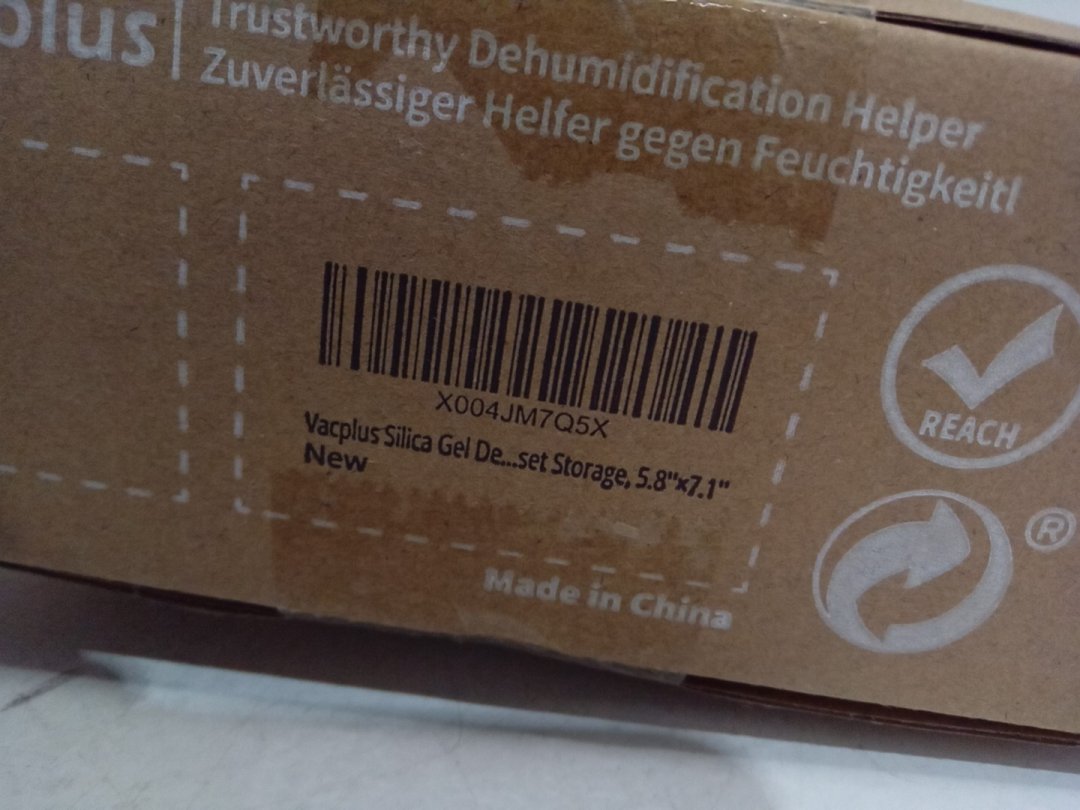 plus | Trustworthy Dehumidification Helper
Zuverlässiger Helfer gegen Feuchtigkeitl
X004JM7Q5X
Vacplus Silica Gel De...set Storage, 5.8"x7.1"
New
Made in China
REACH
®